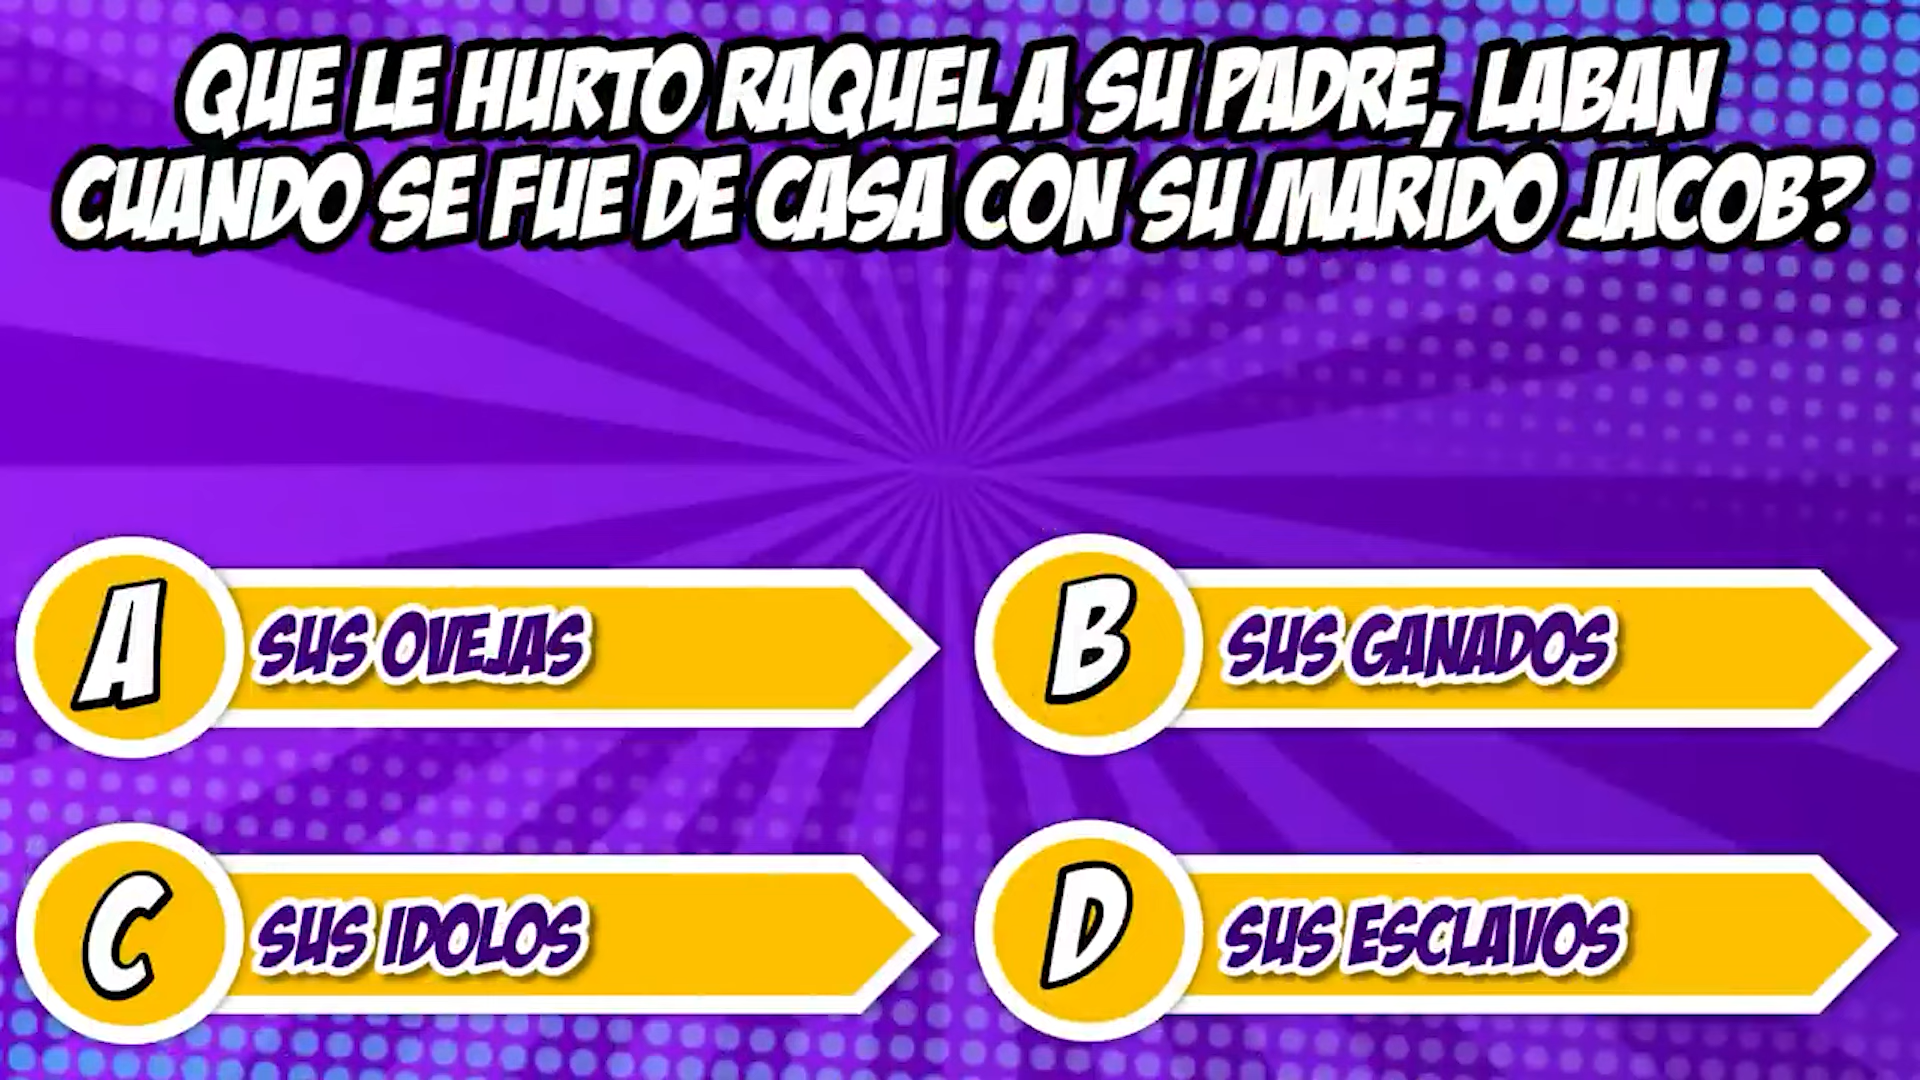 QUE LE HURTO RAQUEL A SU PADRE, LABAN
CUANDO SE FUE DE CASA CON SU MARIDO JACOB?
A SUS OVEJAS
B SUS GANADOS
C SUS IDOLOS
D SUS ESCLAVOS